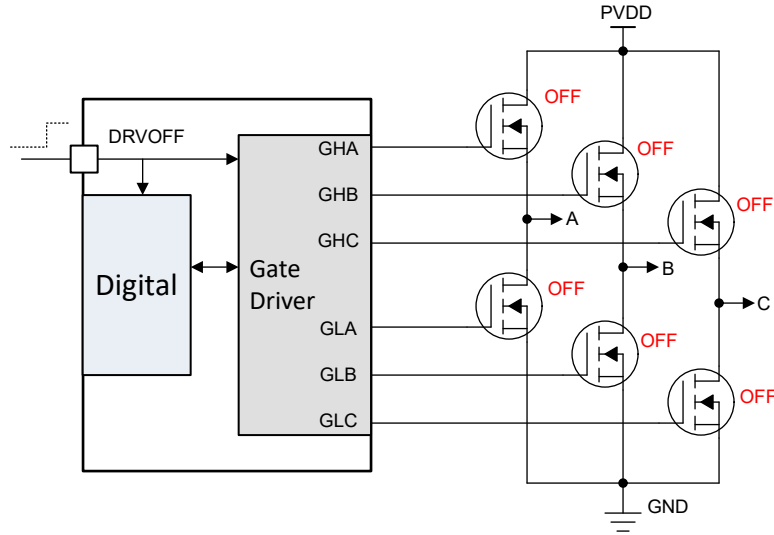 PVDD
OFF
DRVOFF
GHA
OFF
GHB
OFF
A
GHC
Digital
Gate
Driver
B
OFF
C
GLA
OFF
GLB
OFF
GLC
GND